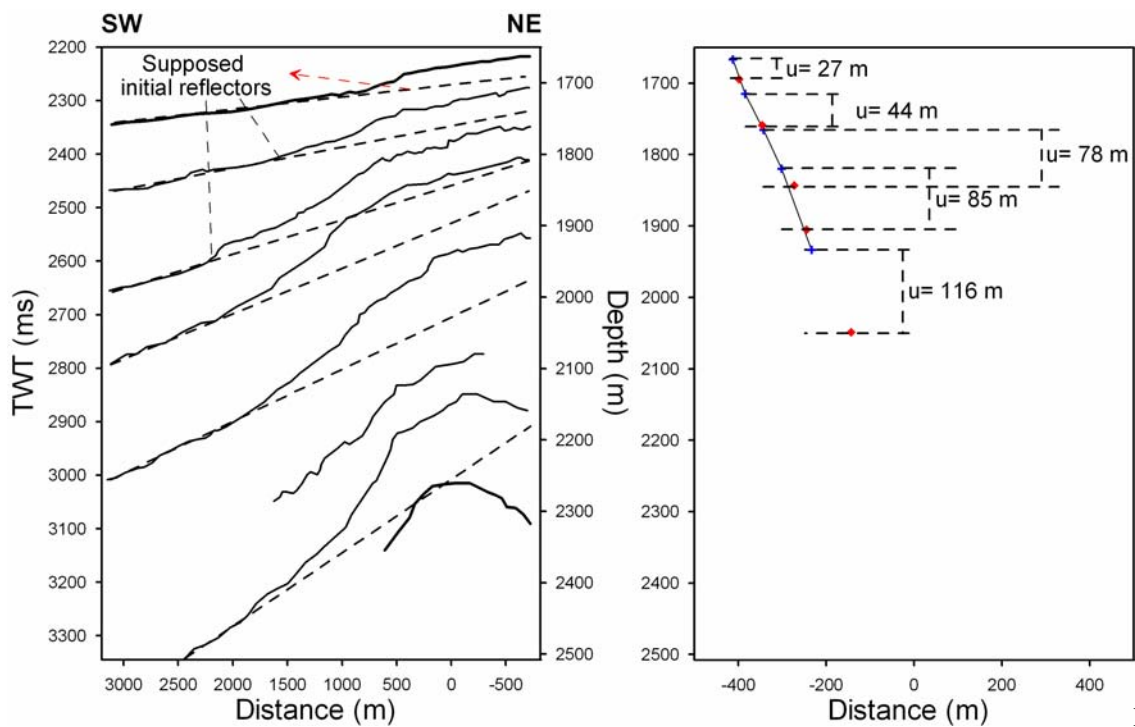 SW
NE
Supposed
initial reflectors
2200
2300
2400
2500
2600
2700
2800
2900
3000
3100
3200
3300
TWT (ms)
1700
1800
1900
2000
2100
2200
2300
2400
2500
Depth (m)
3000 2500 2000 1500 1000 500 0 -500
Distance (m)
1700
1800
1900
2000
2100
2200
2300
2400
2500
u= 27 m
u= 44 m
u= 78 m
u= 85 m
u= 116 m
-400 -200 0 200 400
Distance (m)